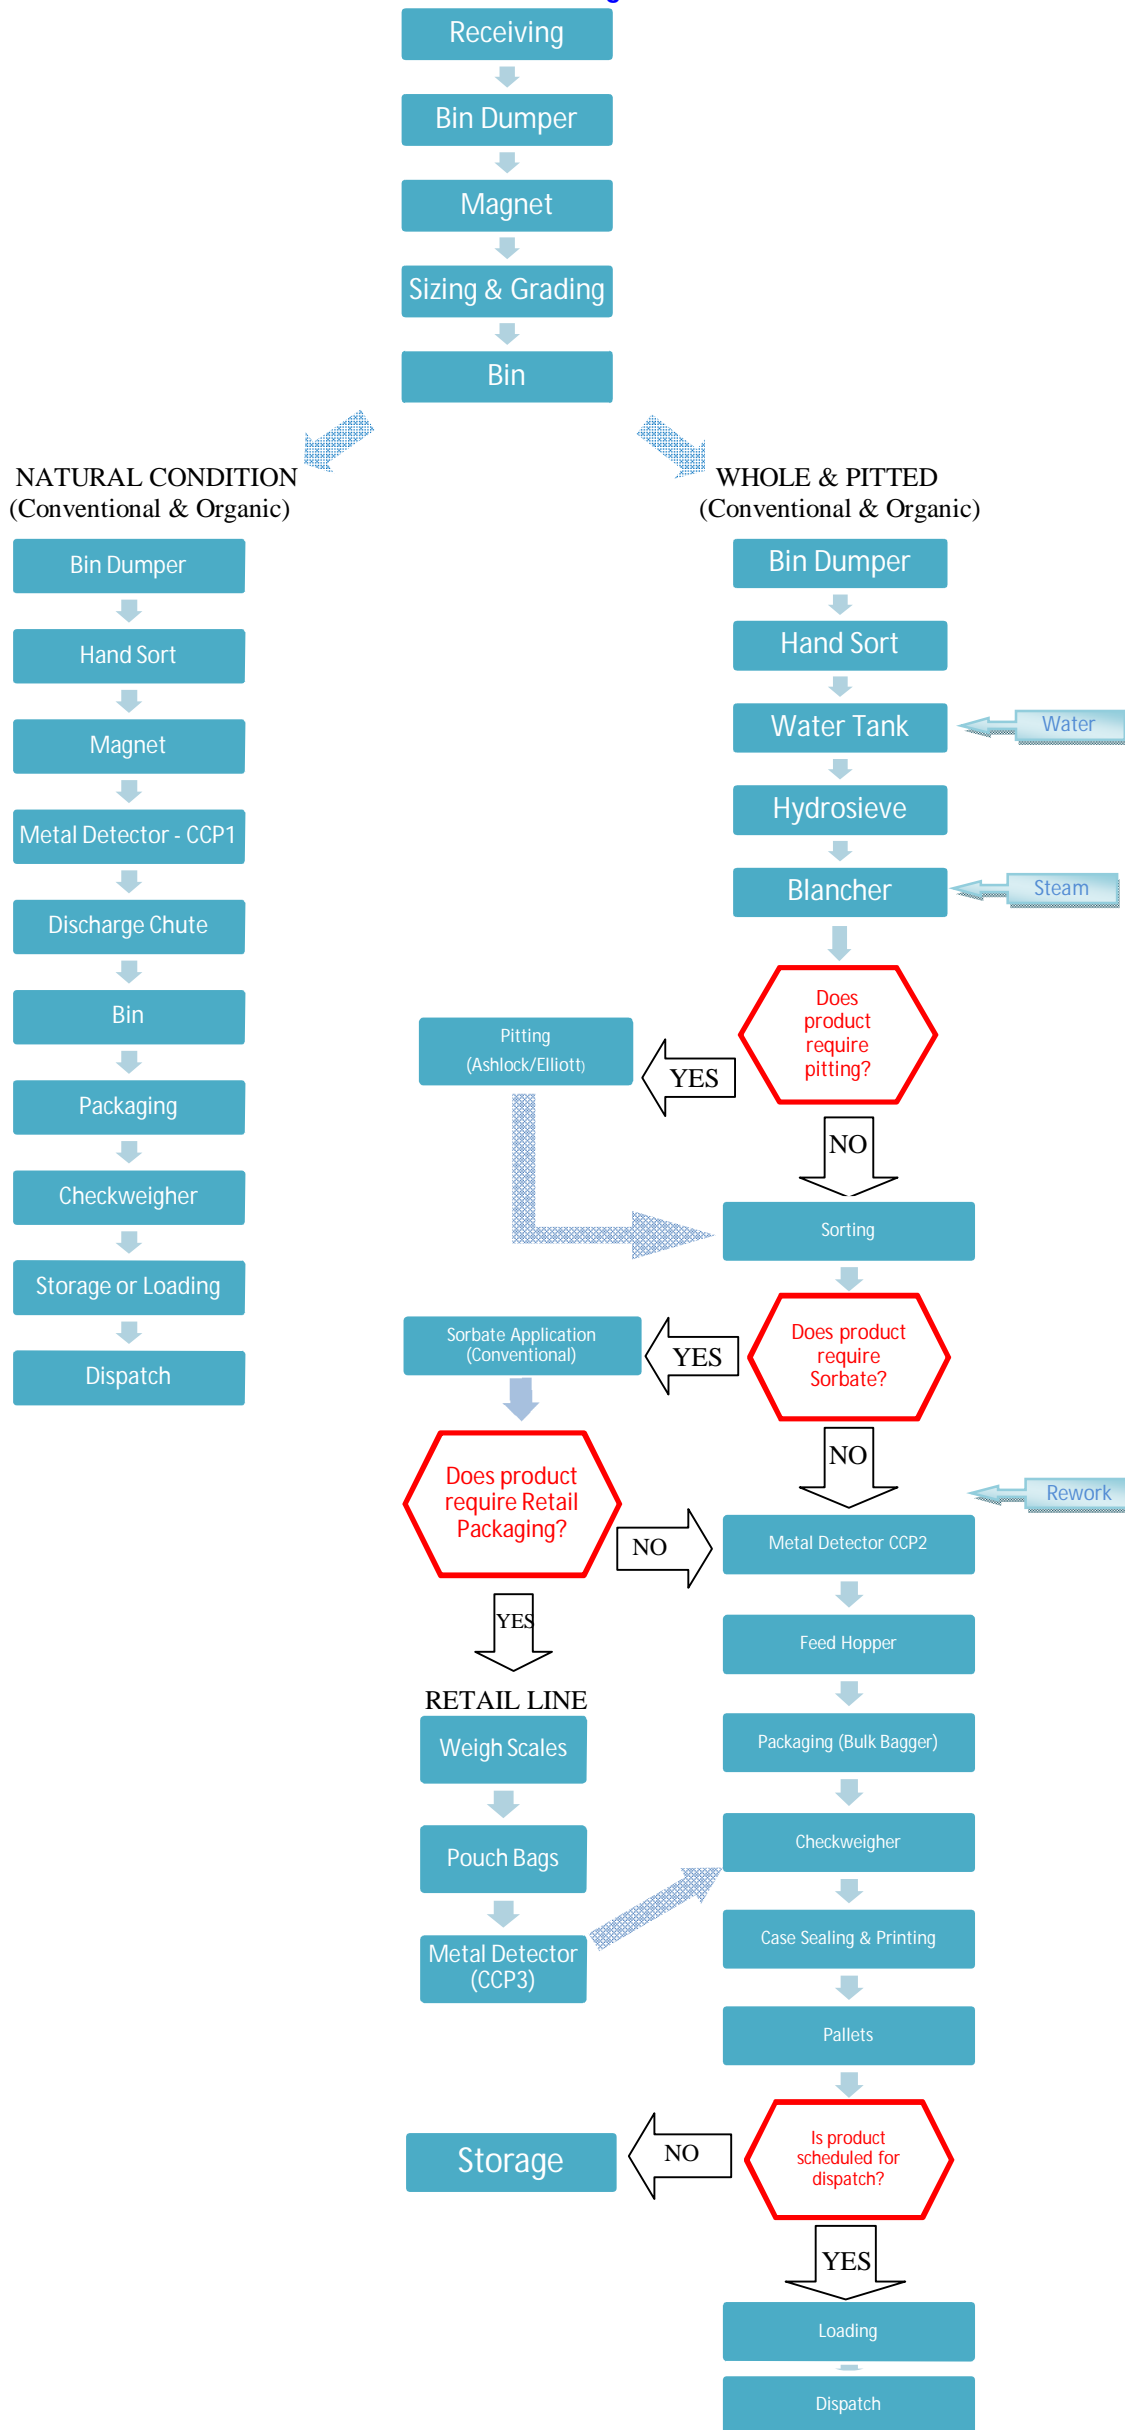 Receiving
Bin Dumper
Magnet
Sizing & Grading
Bin
NATURAL CONDITION
(Conventional & Organic)
Bin Dumper
Hand Sort
Magnet
Metal Detector - CCP1
Discharge Chute
Bin
Packaging
Checkweigher
Storage or Loading
Dispatch
WHOLE & PITTED
(Conventional & Organic)
Bin Dumper
Hand Sort
Water Tank
Water
Hydrosieve
Blancher
Steam
Does
product
require
pitting?
YES
Pitting
(Ashlock/Elliott)
NO
Sorting
Does product
require
Sorbate?
YES
Sorbate Application
(Conventional)
NO
Does product
require Retail
Packaging?
NO
Rework
Metal Detector CCP2
YES
RETAIL LINE
Weigh Scales
Pouch Bags
Metal Detector
(CCP3)
Feed Hopper
Packaging (Bulk Bagger)
Checkweigher
Case Sealing & Printing
Pallets
Is product
scheduled for
dispatch?
NO
Storage
YES
Loading
Dispatch